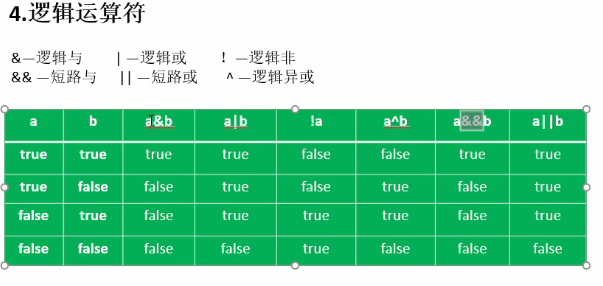 4.逻辑运算符
&—逻辑与 | —逻辑或 ! —逻辑非
&& —短路与 || —短路或 ^ —逻辑异或
a b a&b a|b !a a^b a&&b a||b
true true true true false false true true
true false false true false true false true
false true false true true true false true
false false false false true false false false